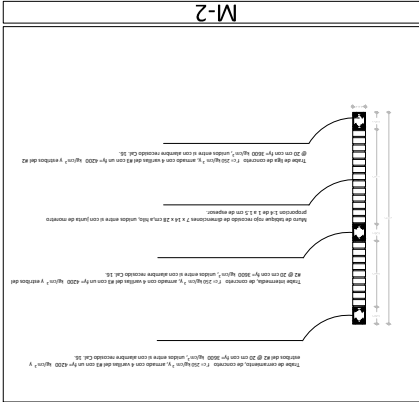 Trabe de cerramiento, de concreto f'c=250 kg/cm², armado con 4 varillas del #3 con un fy= 4200 kg/cm² y
estribos del #2 @ 20 cm con fy= 3600 kg/cm², unidos entre si con alambre recosido Cal. 16.
Trabe intermedia, de concreto f'c=250 kg/cm², armado con 4 varillas del #3 con un fy= 4200 kg/cm² y estribos del
#2 @ 20 cm con fy= 3600 kg/cm², unidos entre si con alambre recosido Cal. 16.
Muro de tabique rojo recosido de dimenciones 7 x 14 x 28 cm,a hilo, unidos entre si con junta de mortero
proporcion 1:4 de 1 a 1.5 cm de espesor.
Trabe de liga de concreto f'c=250 kg/cm², armado con 4 varillas del #3 con un fy= 4200 kg/cm² y estribos del #2
@ 20 cm con fy= 3600 kg/cm², unidos entre si con alambre recosido Cal. 16.
M-2